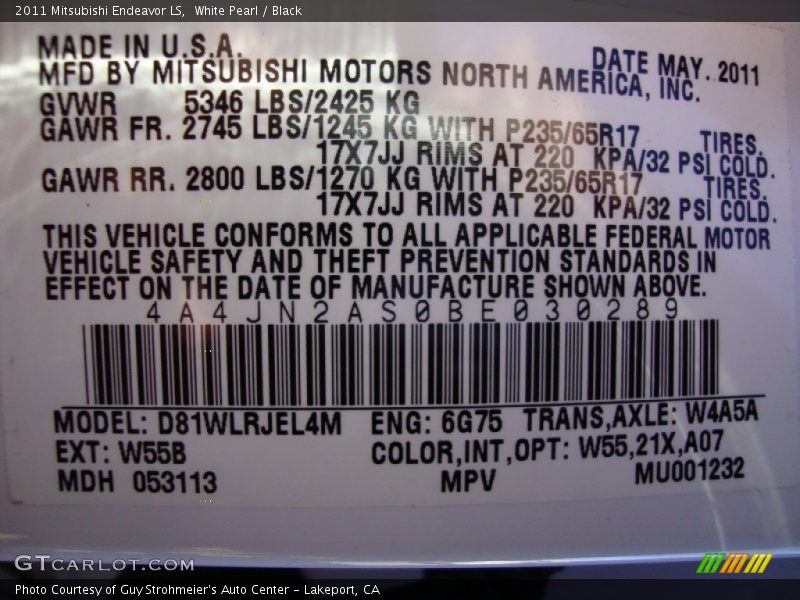 2011 Mitsubishi Endeavor LS,  White Pearl / Black
MADE IN U.S.A.
DATE MAY. 2011
MFD BY MITSUBISHI MOTORS NORTH AMERICA, INC.
GVWR 5346 LBS/2425 KG
GAWR FR. 2745 LBS/1245 KG WITH P235/65R17 TIRES.
17X7JJ RIMS AT 220 KPA/32 PSI COLD.
GAWR RR. 2800 LBS/1270 KG WITH P235/65R17 TIRES.
17X7JJ RIMS AT 220 KPA/32 PSI COLD.
THIS VEHICLE CONFORMS TO ALL APPLICABLE FEDERAL MOTOR
VEHICLE SAFETY AND THEFT PREVENTION STANDARDS IN
EFFECT ON THE DATE OF MANUFACTURE SHOWN ABOVE.
4A4JN2AS0BE030289
MODEL: D81WLRJEL4M ENG: 6G75 TRANS,AXLE: W4A5A
EXT: W55B COLOR,INT,OPT: W55,21X,A07
MDH 053113 MPV MU001232
GTCARLOT.COM
Photo Courtesy of Guy Strohmeier's Auto Center - Lakeport, CA